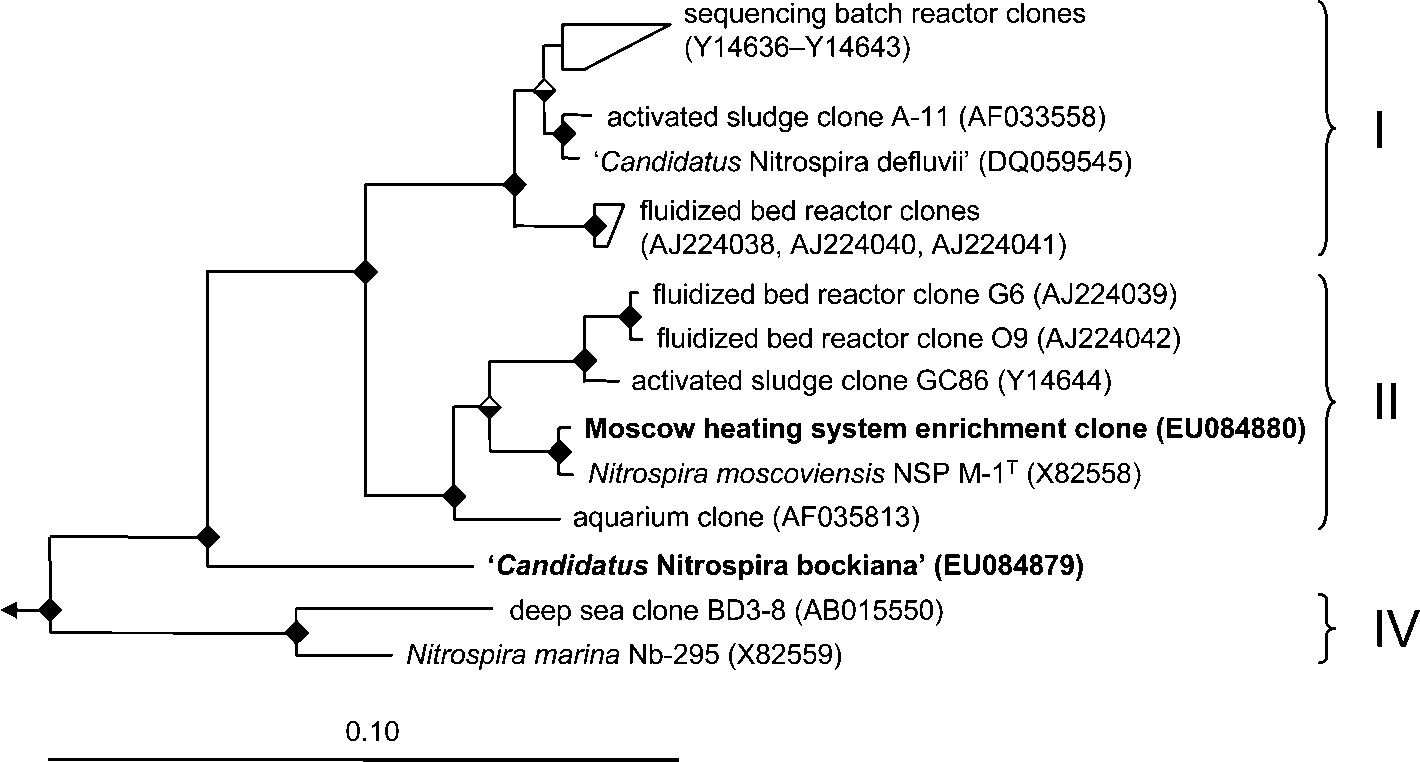 sequencing batch reactor clones
(Y14636–Y14643)
activated sludge clone A-11 (AF033558)
‘Candidatus Nitrospira defluvii’ (DQ059545)
fluidized bed reactor clones
(AJ224038, AJ224040, AJ224041)
I
fluidized bed reactor clone G6 (AJ224039)
fluidized bed reactor clone O9 (AJ224042)
activated sludge clone GC86 (Y14644)
Moscow heating system enrichment clone (EU084880)
Nitrospira moscoviensis NSP M-1ᵀ (X82558)
aquarium clone (AF035813)
II
‘Candidatus Nitrospira bockiana’ (EU084879)
deep sea clone BD3-8 (AB015550)
Nitrospira marina Nb-295 (X82559)
IV
0.10